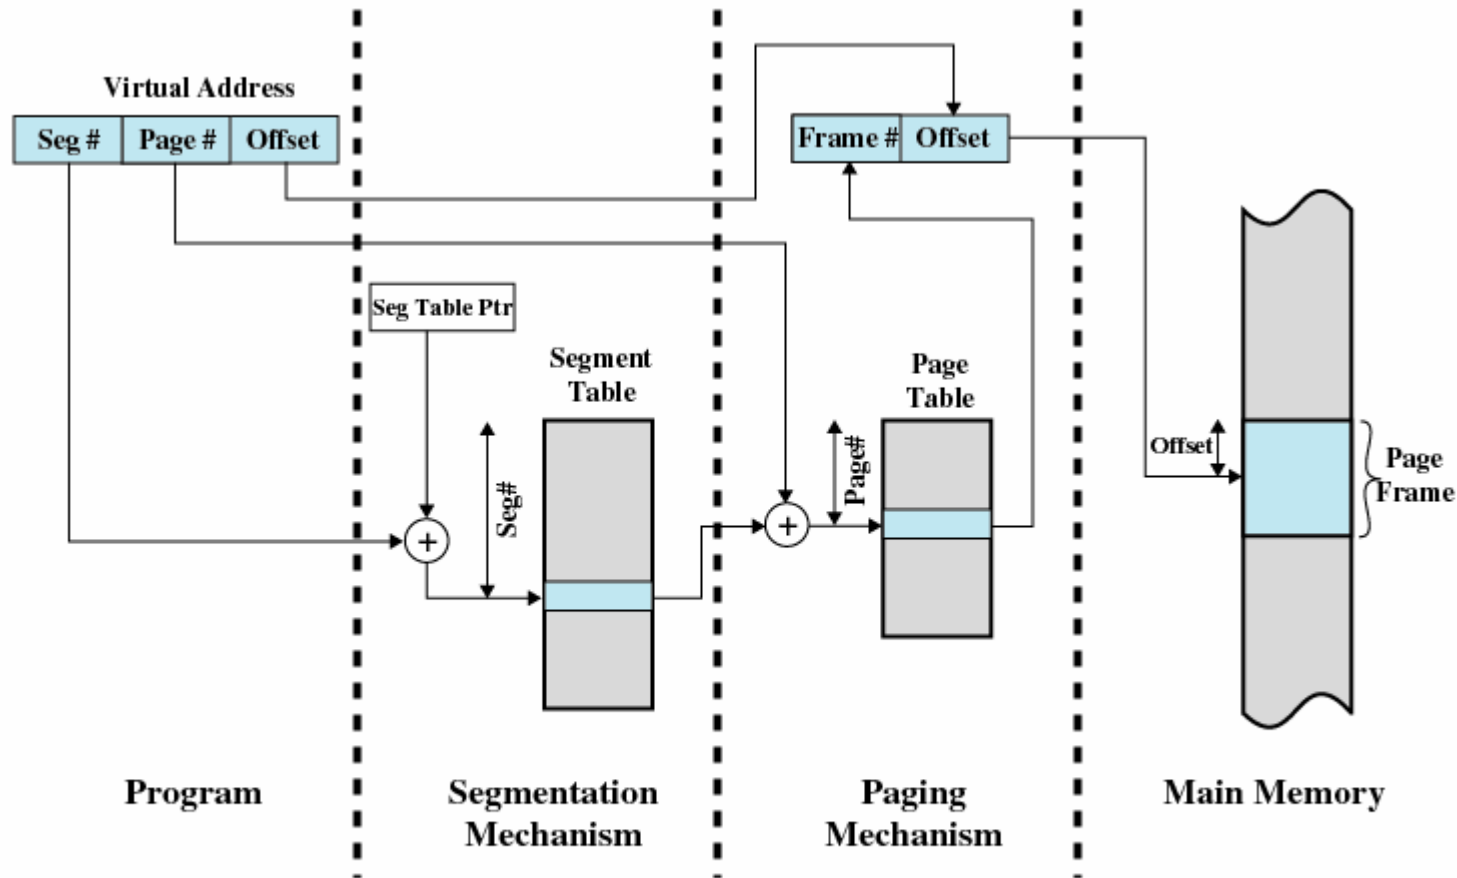 Virtual Address
Seg # Page # Offset
Frame # Offset
Seg Table Ptr
Segment
Table
Page
Table
Seg#
+
Page#
+
Offset
Page
Frame
Program
Segmentation
Mechanism
Paging
Mechanism
Main Memory